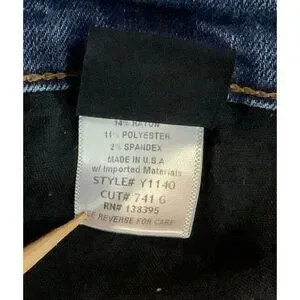 14% RAYON
11% POLYESTER
2% SPANDEX
MADE IN U.S.A
w/ Imported Materials
STYLE# Y1140
CUT# 741 G
RN# 138395
REVERSE FOR CARE